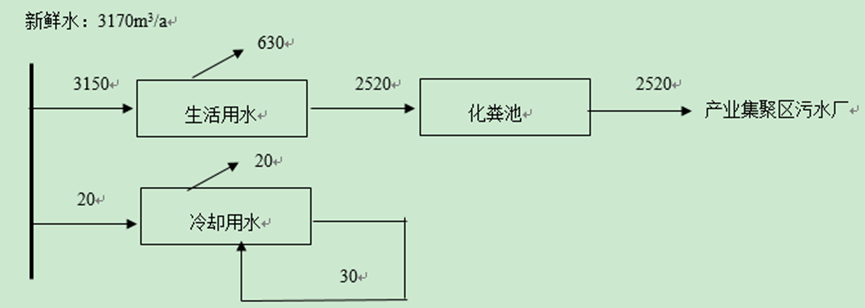 新鲜水：3170m³/a
630
3150
生活用水
2520
化粪池
2520
产业集聚区污水厂
20
20
冷却用水
30